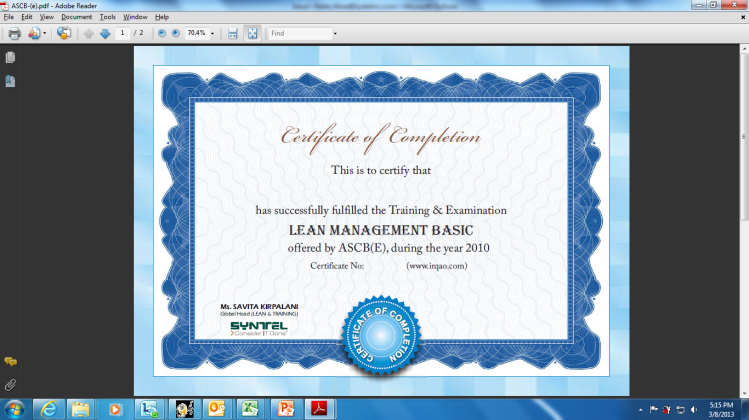 ASCB-(e).pdf - Adobe Reader
File Edit View Document Tools Window Help
1 / 2 70.4% Find
Certificate of Completion
This is to certify that
has successfully fulfilled the Training & Examination
LEAN MANAGEMENT BASIC
offered by ASCB(E), during the year 2010
Certificate No: (www.irqao.com)
Ms. SAVITA KIRPALANI
Global Head (LEAN & TRAINING)
SYNTEL
Consider IT Done
CERTIFICATE OF COMPLETION
5:15 PM
3/8/2013